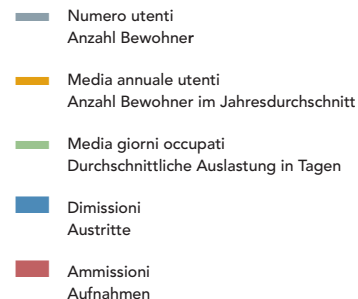 Numero utenti
Anzahl Bewohner
Media annuale utenti
Anzahl Bewohner im Jahresdurchschnitt
Media giorni occupati
Durchschnittliche Auslastung in Tagen
Dimissioni
Austritte
Ammissioni
Aufnahmen